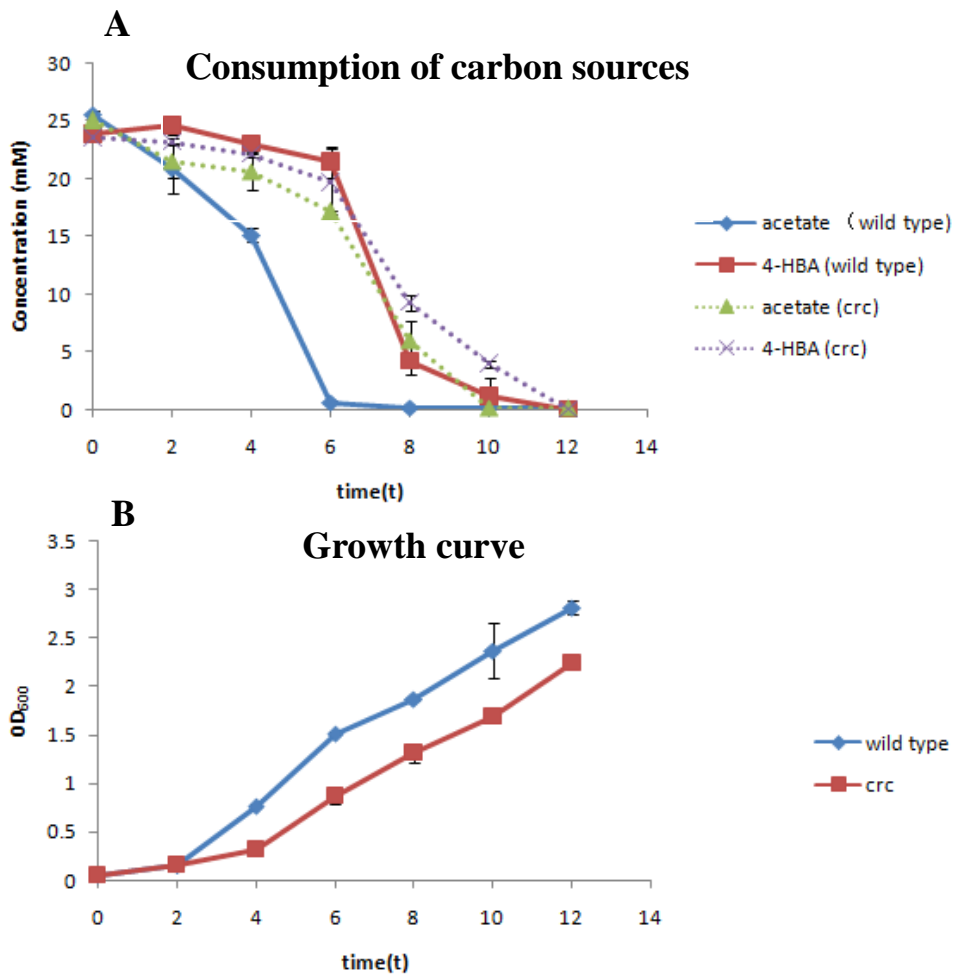 A
Consumption of carbon sources
30
25
20
15
10
5
0
Concentration (mM)
0 2 4 6 8 10 12 14
time(t)
acetate （wild type)
4-HBA (wild type)
acetate (crc)
4-HBA (crc)
B
Growth curve
3.5
3
2.5
2
1.5
1
0.5
0
OD600
0 2 4 6 8 10 12 14
time(t)
wild type
crc